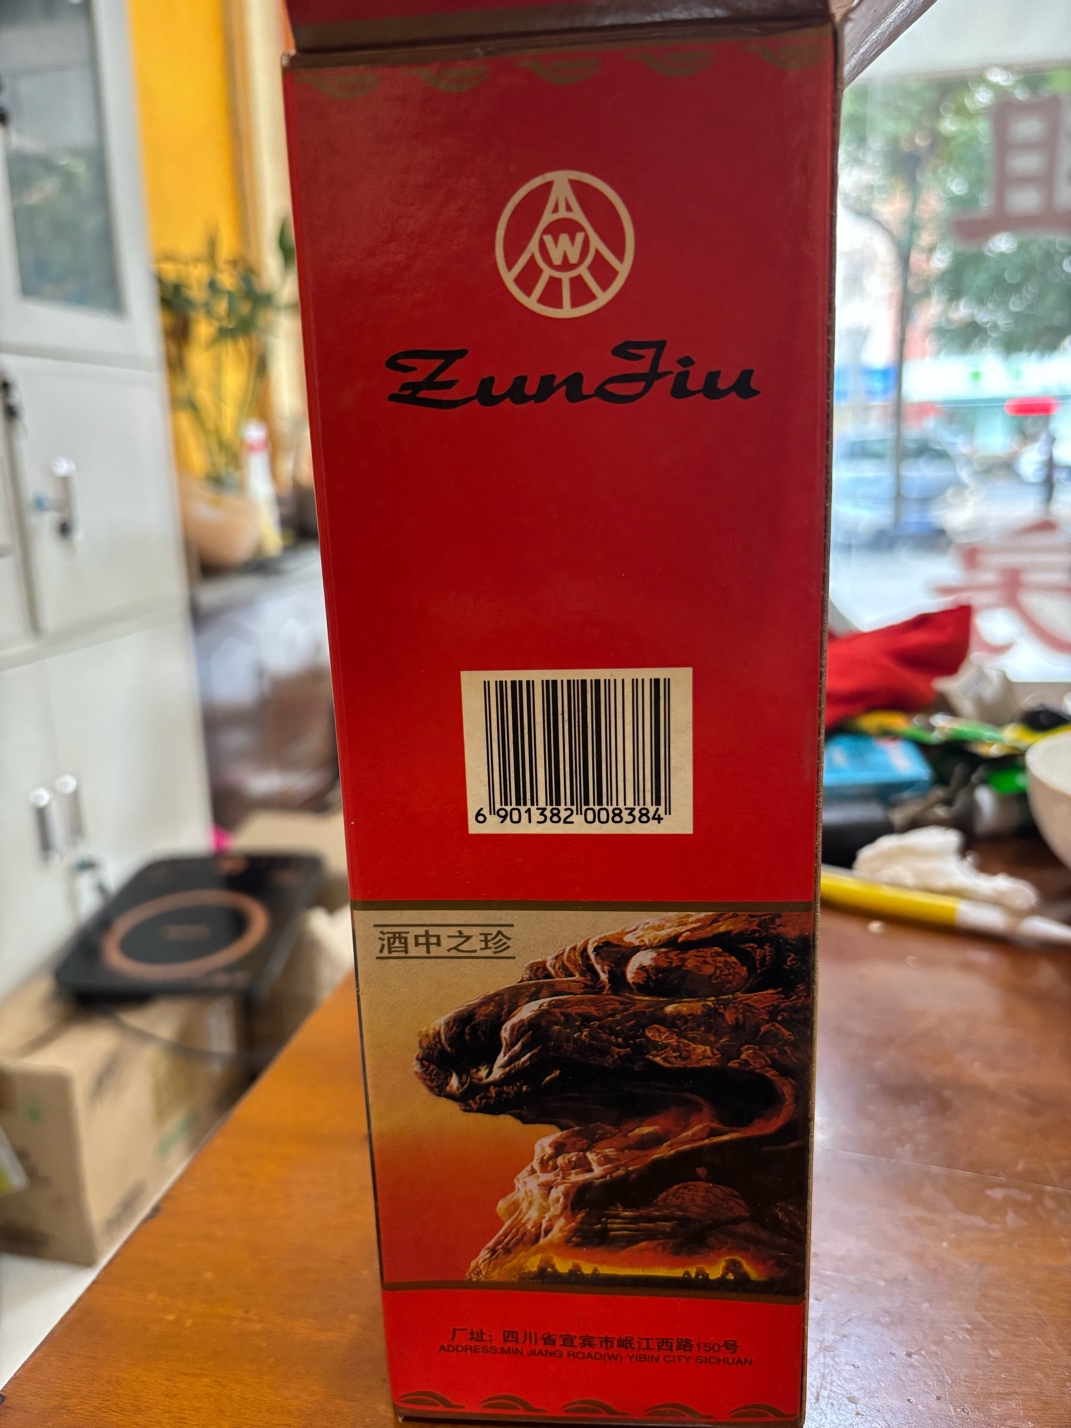 W
ZunJiu
6 901382 008384
酒中之珍
厂址：四川省宜宾市岷江西路150号
ADDRESS:MIN JIANG ROAD(W) YIBIN CITY SICHUAN